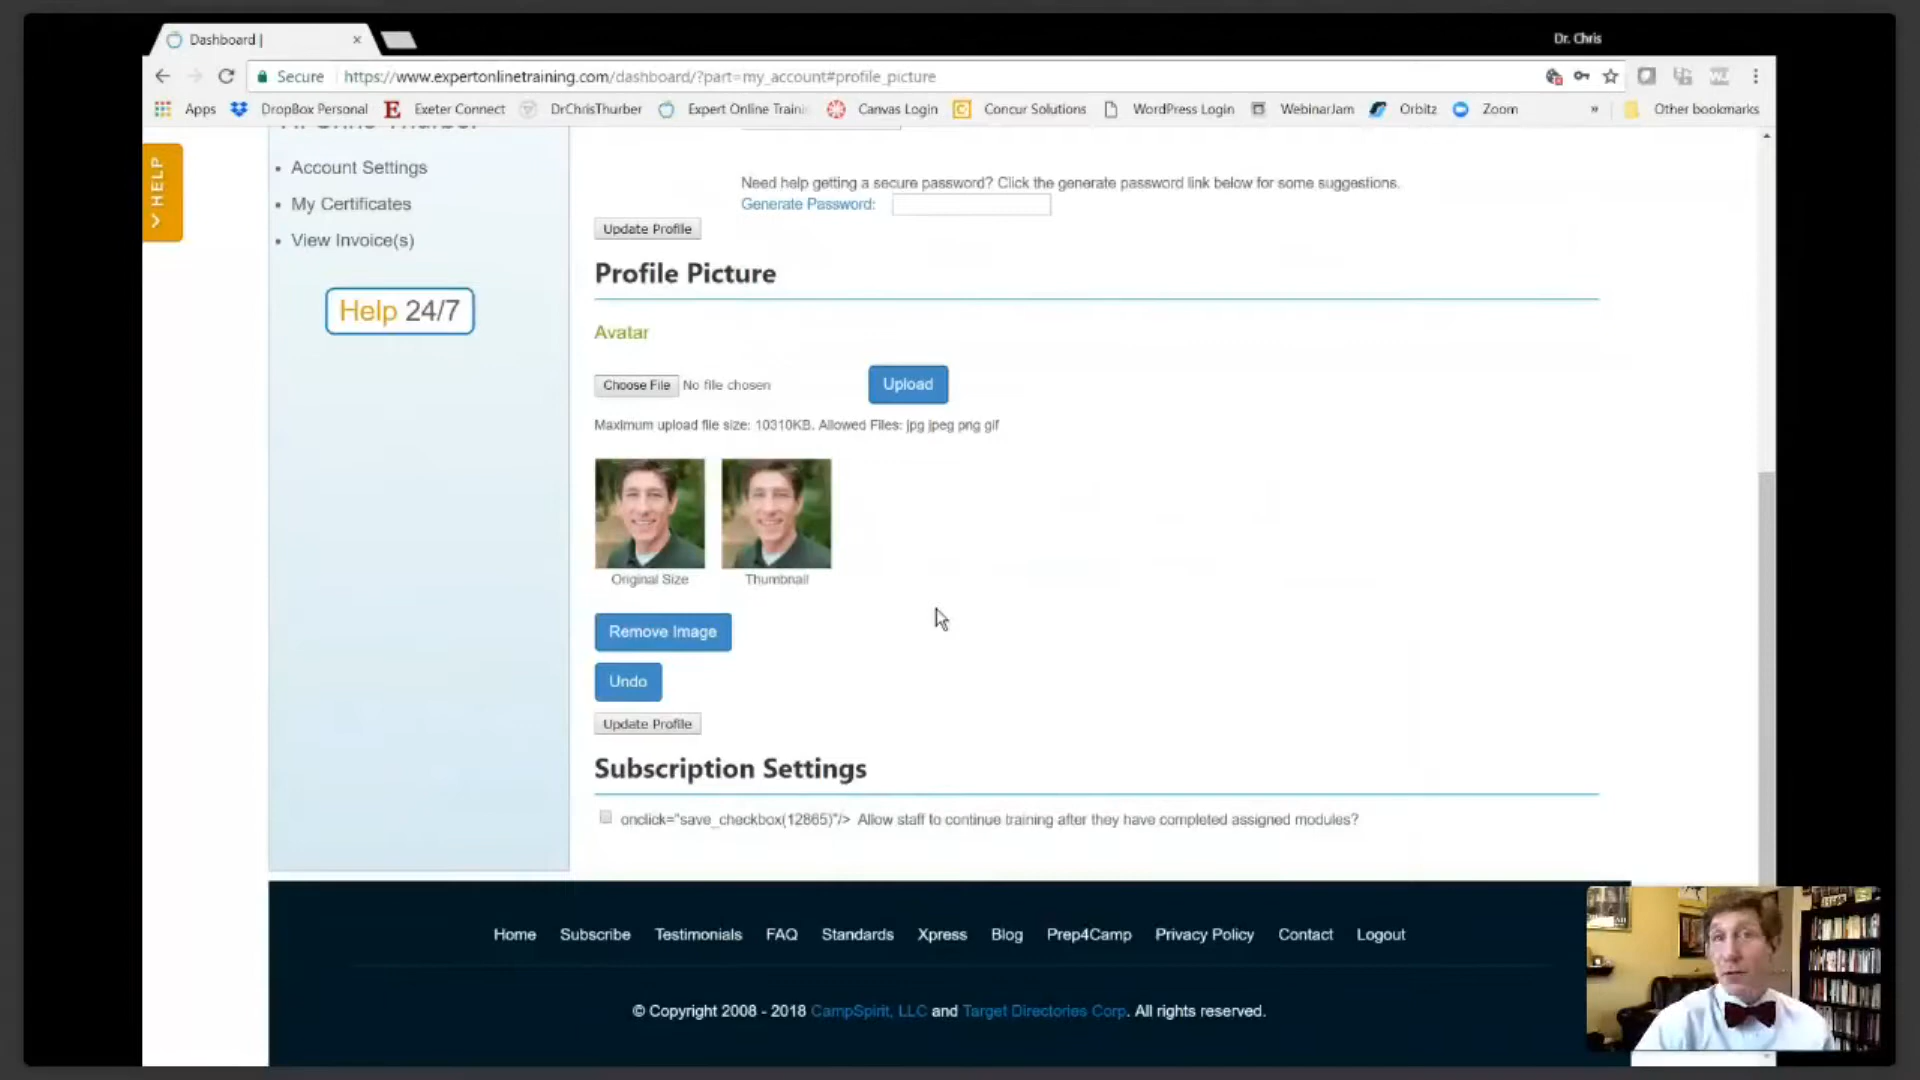 Dashboard |
Dr. Chris
Secure https://www.expertonlinetraining.com/dashboard/?part=my_account#profile_picture
Apps DropBox Personal Exeter Connect DrChrisThurber Expert Online Traini Canvas Login Concur Solutions WordPress Login WebinarJam Orbitz Zoom » Other bookmarks
HELP
Account Settings
My Certificates
View Invoice(s)
Help 24/7
Need help getting a secure password? Click the generate password link below for some suggestions.
Generate Password:
Update Profile
Profile Picture
Avatar
Choose File No file chosen Upload
Maximum upload file size: 10310KB. Allowed Files: jpg jpeg png gif
Original Size Thumbnail
Remove Image
Undo
Update Profile
Subscription Settings
onclick="save_checkbox(12865)"/> Allow staff to continue training after they have completed assigned modules?
Home Subscribe Testimonials FAQ Standards Xpress Blog Prep4Camp Privacy Policy Contact Logout
© Copyright 2008 - 2018 CampSpirit, LLC and Target Directories Corp. All rights reserved.